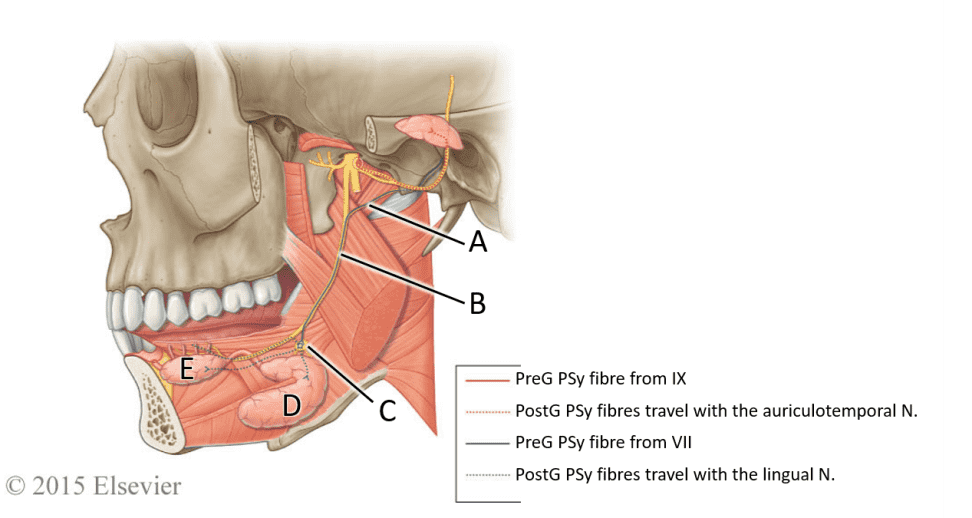 A
B
E
D
C
PreG PSy fibre from IX
PostG PSy fibres travel with the auriculotemporal N.
PreG PSy fibre from VII
PostG PSy fibres travel with the lingual N.
© 2015 Elsevier